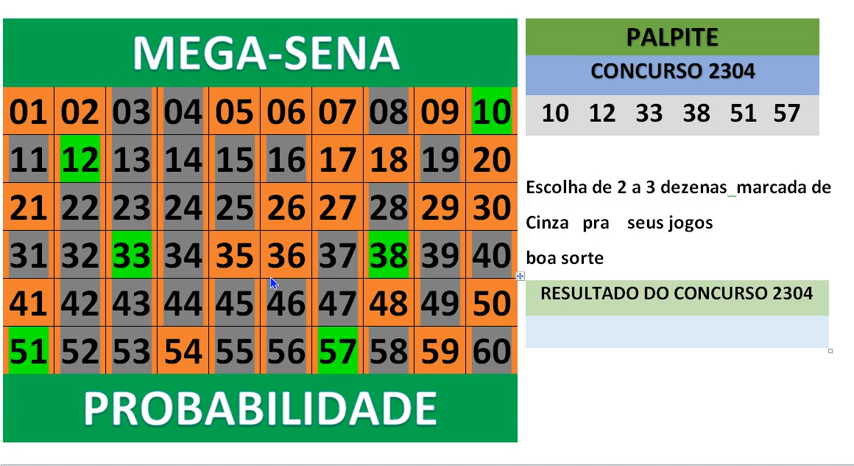 MEGA-SENA
01 02 03 04 05 06 07 08 09 10
11 12 13 14 15 16 17 18 19 20
21 22 23 24 25 26 27 28 29 30
31 32 33 34 35 36 37 38 39 40
41 42 43 44 45 46 47 48 49 50
51 52 53 54 55 56 57 58 59 60
PROBABILIDADE
PALPITE
CONCURSO 2304
10 12 33 38 51 57
Escolha de 2 a 3 dezenas marcada de
Cinza pra seus jogos
boa sorte
RESULTADO DO CONCURSO 2304